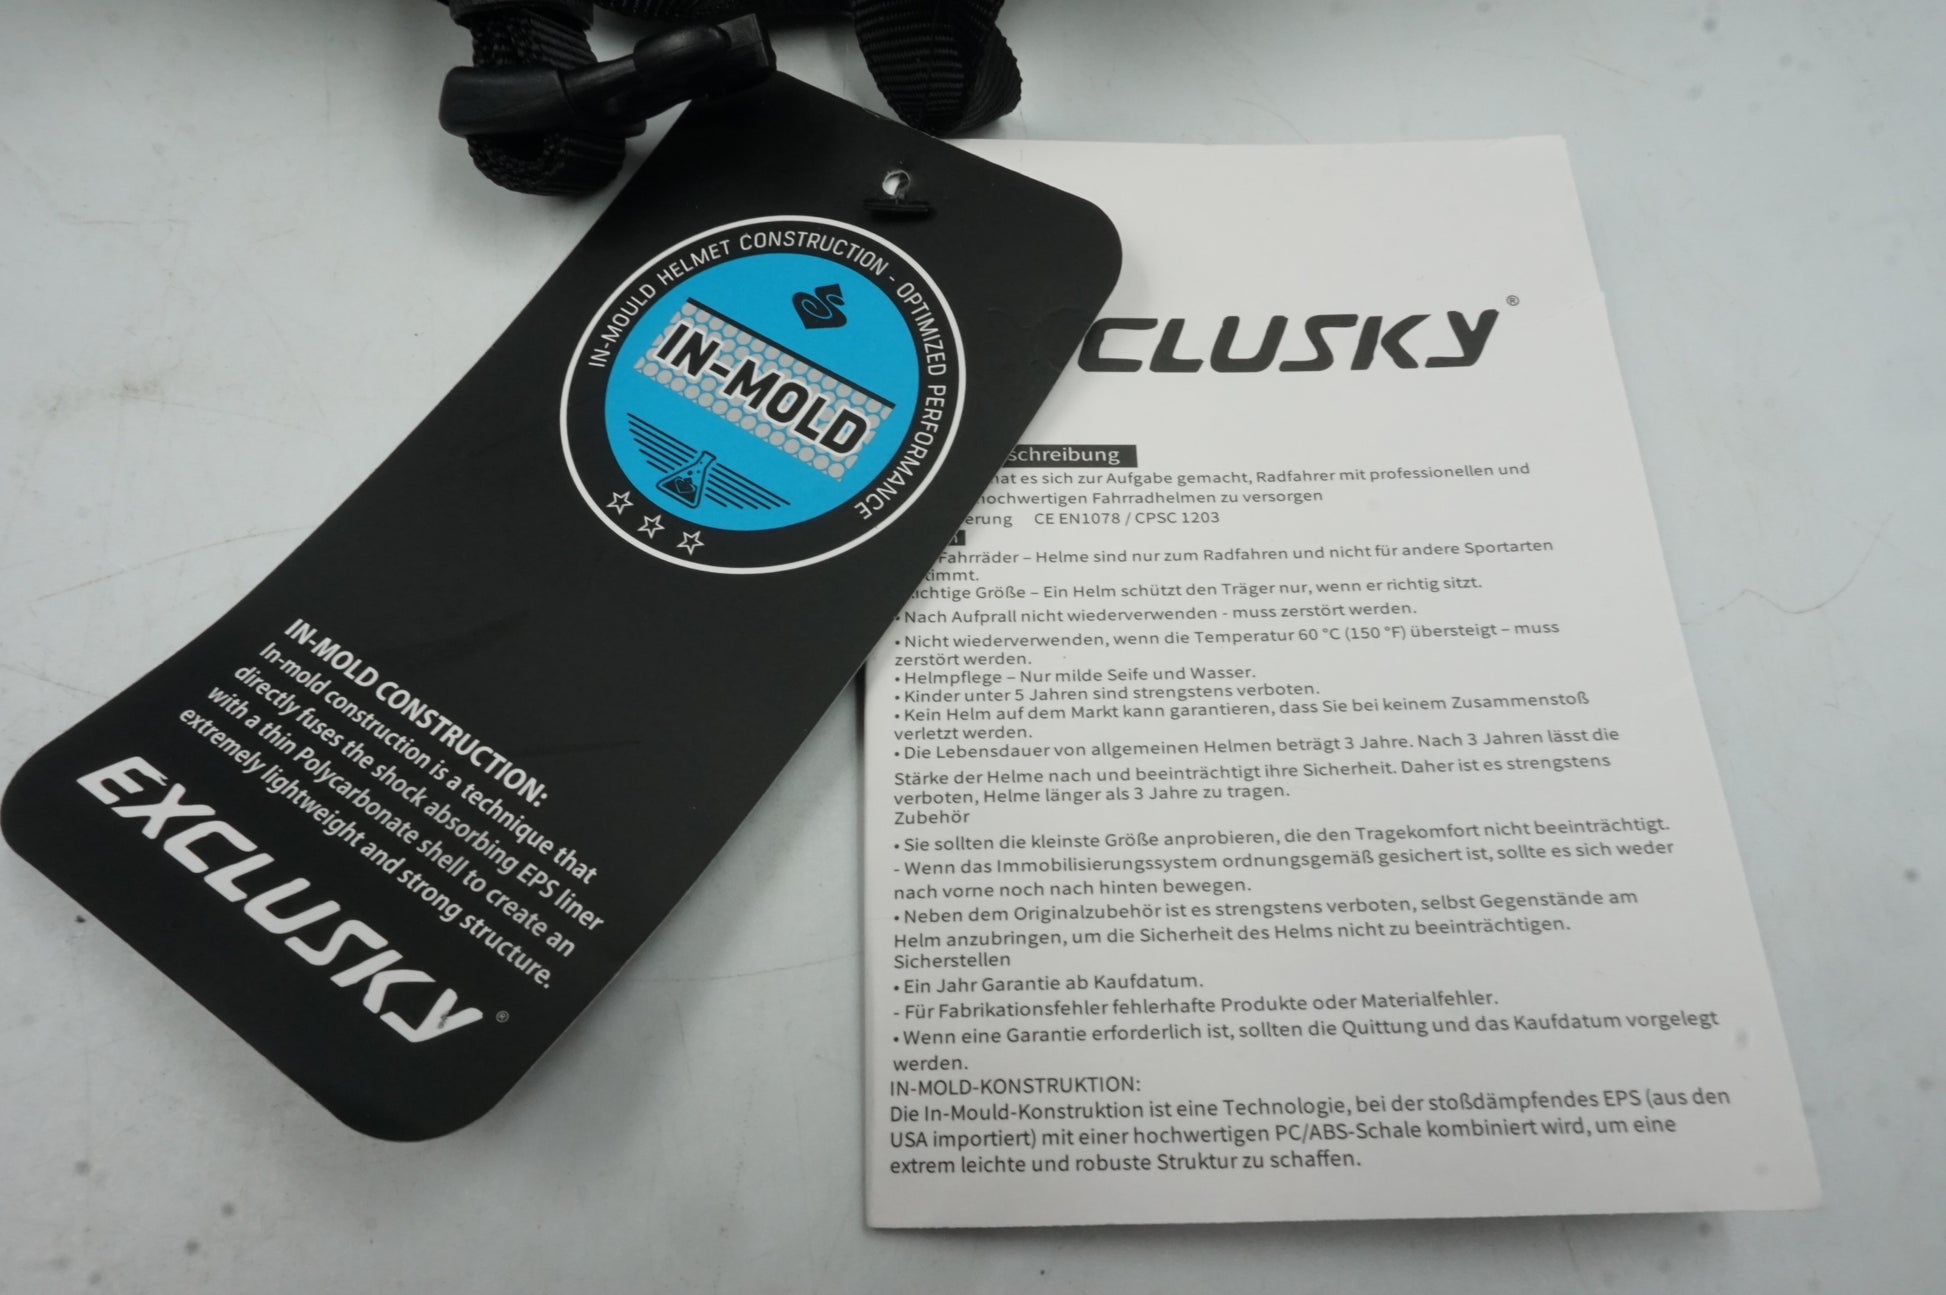 IN-MOULD HELMET CONSTRUCTION - OPTIMIZED PERFORMANCE
IN-MOLD
IN-MOLD CONSTRUCTION:
In-mold construction is a technique that
directly fuses the shock absorbing EPS liner
with a thin Polycarbonate shell to create an
extremely lightweight and strong structure.
EXCLUSKY®
CLUSKY®
schreibung
hat es sich zur Aufgabe gemacht, Radfahrer mit professionellen und
hochwertigen Fahrradhelmen zu versorgen
erung CE EN1078 / CPSC 1203
n
Fahrräder – Helme sind nur zum Radfahren und nicht für andere Sportarten
timmt.
ichtige Größe – Ein Helm schützt den Träger nur, wenn er richtig sitzt.
• Nach Aufprall nicht wiederverwenden - muss zerstört werden.
• Nicht wiederverwenden, wenn die Temperatur 60 °C (150 °F) übersteigt – muss
zerstört werden.
• Helmpflege – Nur milde Seife und Wasser.
• Kinder unter 5 Jahren sind strengstens verboten.
• Kein Helm auf dem Markt kann garantieren, dass Sie bei keinem Zusammenstoß
verletzt werden.
• Die Lebensdauer von allgemeinen Helmen beträgt 3 Jahre. Nach 3 Jahren lässt die
Stärke der Helme nach und beeinträchtigt ihre Sicherheit. Daher ist es strengstens
verboten, Helme länger als 3 Jahre zu tragen.
Zubehör
• Sie sollten die kleinste Größe anprobieren, die den Tragekomfort nicht beeinträchtigt.
- Wenn das Immobilisierungssystem ordnungsgemäß gesichert ist, sollte es sich weder
nach vorne noch nach hinten bewegen.
• Neben dem Originalzubehör ist es strengstens verboten, selbst Gegenstände am
Helm anzubringen, um die Sicherheit des Helms nicht zu beeinträchtigen.
Sicherstellen
• Ein Jahr Garantie ab Kaufdatum.
- Für Fabrikationsfehler fehlerhafte Produkte oder Materialfehler.
• Wenn eine Garantie erforderlich ist, sollten die Quittung und das Kaufdatum vorgelegt
werden.
IN-MOLD-KONSTRUKTION:
Die In-Mould-Konstruktion ist eine Technologie, bei der stoßdämpfendes EPS (aus den
USA importiert) mit einer hochwertigen PC/ABS-Schale kombiniert wird, um eine
extrem leichte und robuste Struktur zu schaffen.